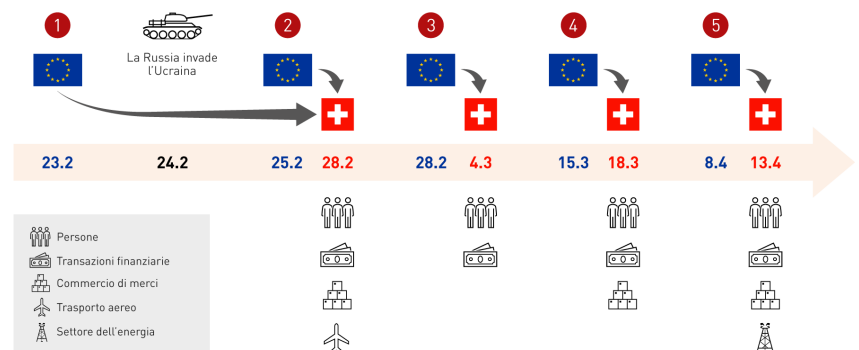 1
2
3
4
5
La Russia invade
l'Ucraina
23.2
24.2
25.2
28.2
28.2
4.3
15.3
18.3
8.4
13.4
Persone
Transazioni finanziarie
Commercio di merci
Trasporto aereo
Settore dell'energia